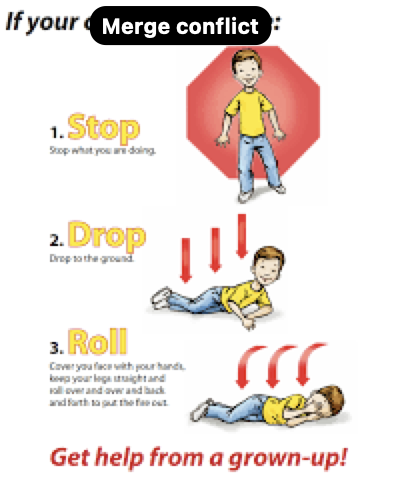 If your
Merge conflict
:
1. Stop
Stop what you are doing.
2. Drop
Drop to the ground.
3. Roll
Cover you face with your hands,
keep your legs straight and
roll over and over and back
and forth to put the fire out.
Get help from a grown-up!